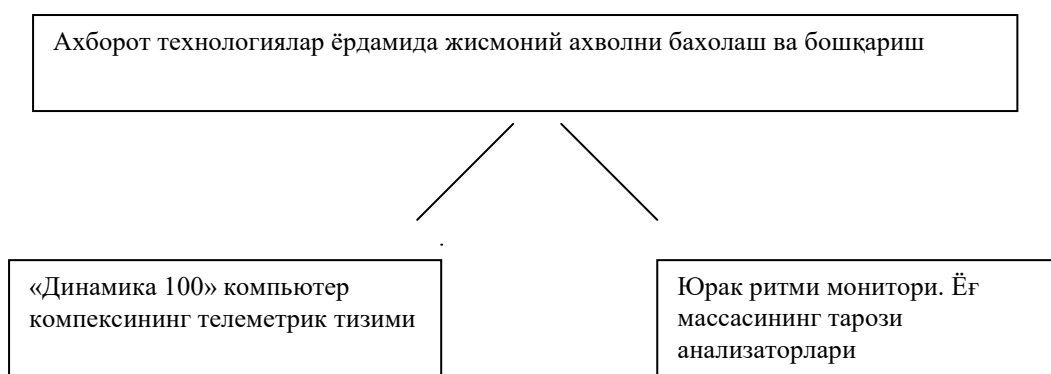 Ахборот технологиялар ёрдамида жисмоний ахволни бахолаш ва бошқариш
«Динамика 100» компьютер
компексининг телеметрик тизими
Юрак ритми монитори. Ёғ
массасининг тарози
анализаторлари